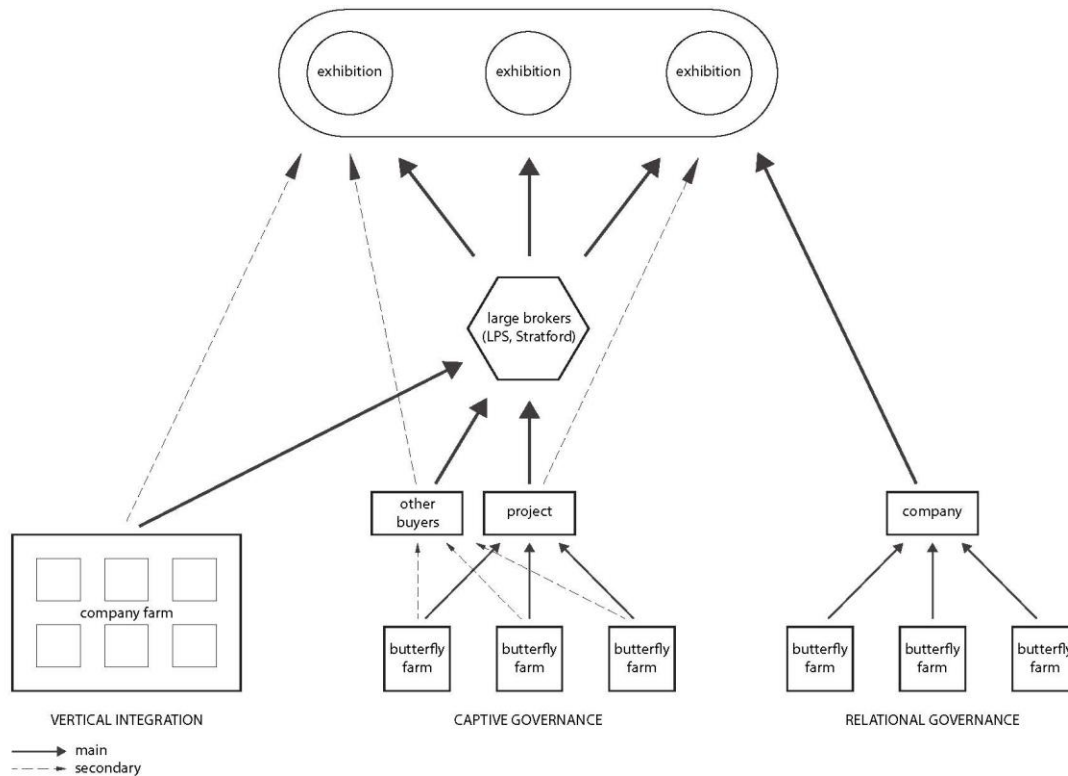 exhibition
exhibition
exhibition
large brokers
(LPS, Stratford)
other
buyers
project
company
company farm
butterfly
farm
butterfly
farm
butterfly
farm
butterfly
farm
butterfly
farm
butterfly
farm
VERTICAL INTEGRATION
CAPTIVE GOVERNANCE
RELATIONAL GOVERNANCE
main
secondary